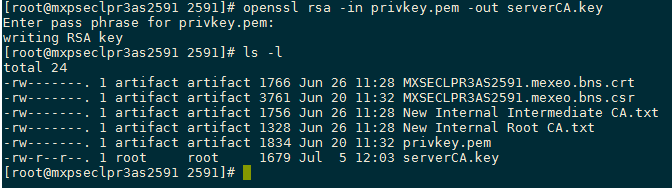 [root@mxpseclpr3as2591 2591]# openssl rsa -in privkey.pem -out serverCA.key
Enter pass phrase for privkey.pem:
writing RSA key
[root@mxpseclpr3as2591 2591]# ls -l
total 24
-rw-------. 1 artifact artifact 1766 Jun 26 11:28 MXSECLPR3AS2591.mexeo.bns.crt
-rw-------. 1 artifact artifact 3761 Jun 20 11:32 MXSECLPR3AS2591.mexeo.bns.csr
-rw-------. 1 artifact artifact 1756 Jun 26 11:28 New Internal Intermediate CA.txt
-rw-------. 1 artifact artifact 1328 Jun 26 11:28 New Internal Root CA.txt
-rw-------. 1 artifact artifact 1834 Jun 20 11:32 privkey.pem
-rw-r--r--. 1 root     root     1679 Jul  5 12:03 serverCA.key
[root@mxpseclpr3as2591 2591]#